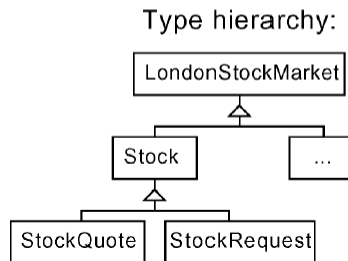 Type hierarchy:
LondonStockMarket
Stock
...
StockQuote
StockRequest